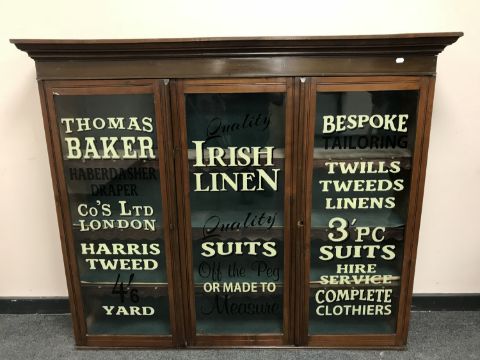 THOMAS
BAKER
HABERDASHER
DRAPER
CO'S LTD
LONDON
HARRIS
TWEED
4/6
YARD
Quality
IRISH
LINEN
Quality
SUITS
Off the Peg
OR MADE TO
Measure
BESPOKE
TAILORING
TWILLS
TWEEDS
LINENS
3'PC
SUITS
HIRE
SERVICE
COMPLETE
CLOTHIERS